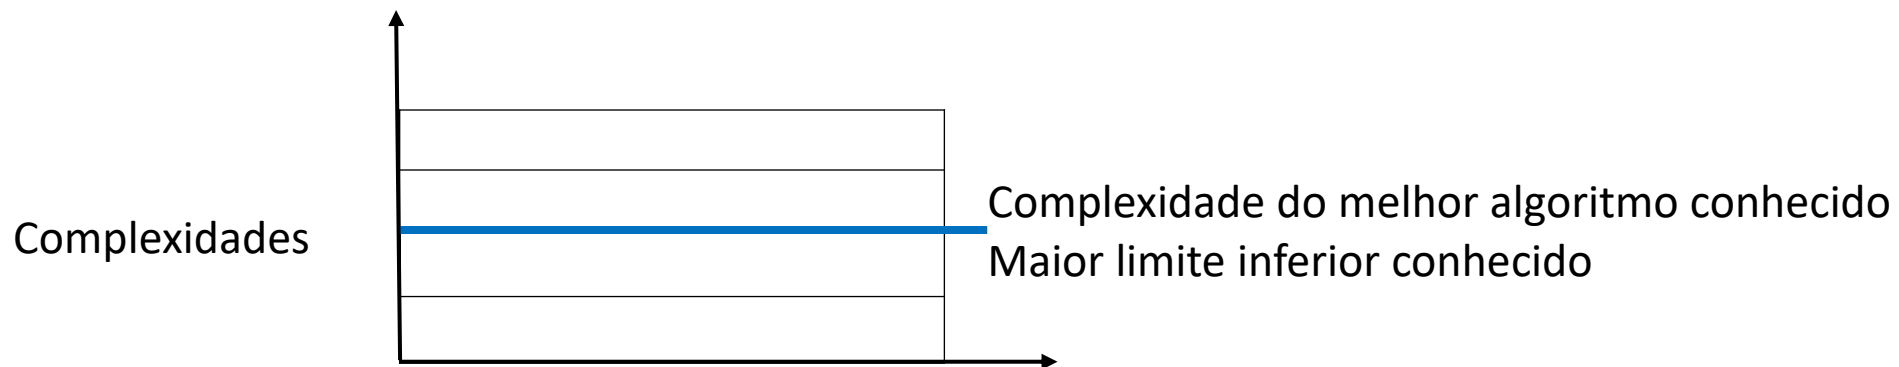 Complexidades
Complexidade do melhor algoritmo conhecido
Maior limite inferior conhecido